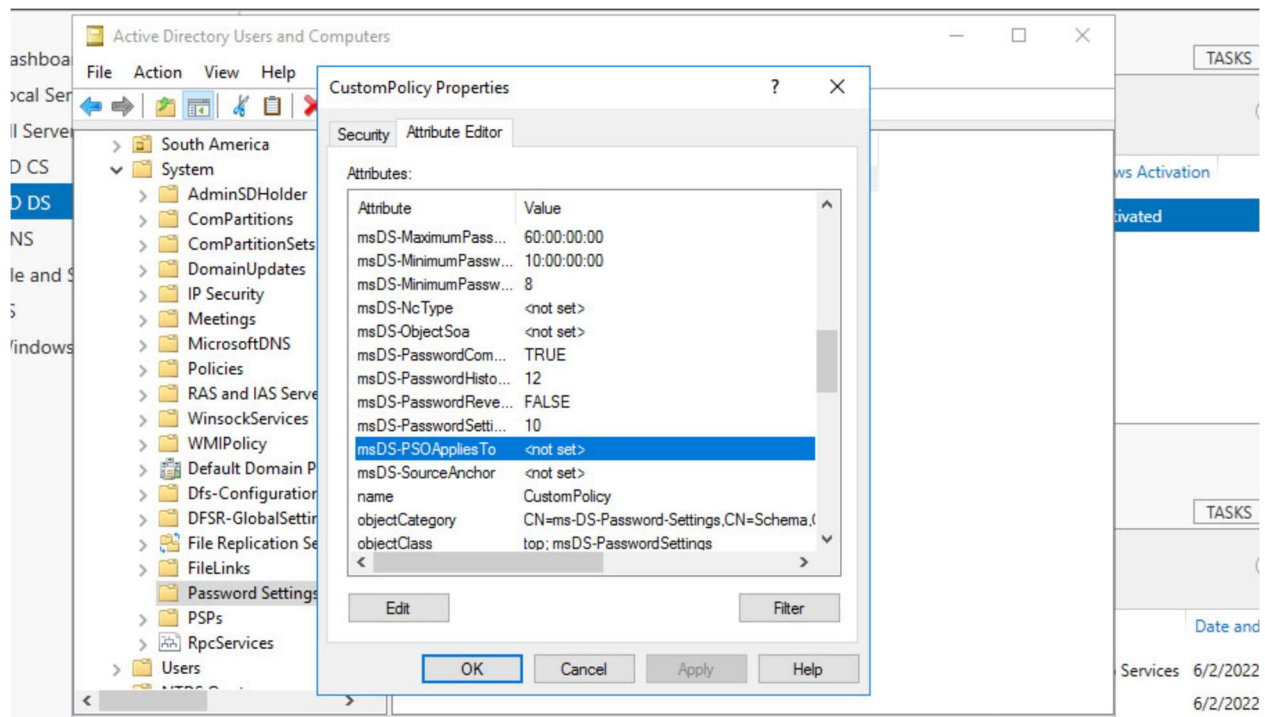 Active Directory Users and Computers
File Action View Help
TASKS
CustomPolicy Properties
?
Security Attribute Editor
Attributes:
Attribute Value
msDS-MaximumPass... 60:00:00:00
msDS-MinimumPassw... 10:00:00:00
msDS-MinimumPassw... 8
msDS-NcType <not set>
msDS-ObjectSoa <not set>
msDS-PasswordCom... TRUE
msDS-PasswordHisto... 12
msDS-PasswordReve... FALSE
msDS-PasswordSetti... 10
msDS-PSOAppliesTo <not set>
msDS-SourceAnchor <not set>
name CustomPolicy
objectCategory CN=ms-DS-Password-Settings,CN=Schema,
objectClass top; msDS-PasswordSettings
Edit Filter
OK Cancel Apply Help
ashboa
ocal Ser
ll Server
D CS
D DS
NS
le and S
S
indows
South America
System
AdminSDHolder
ComPartitions
ComPartitionSets
DomainUpdates
IP Security
Meetings
MicrosoftDNS
Policies
RAS and IAS Serve
WinsockServices
WMIPolicy
Default Domain P
Dfs-Configuration
DFSR-GlobalSettin
File Replication Se
FileLinks
Password Settings
PSPs
RpcServices
Users
ws Activation
tivated
TASKS
Date and
Services 6/2/2022
6/2/2022